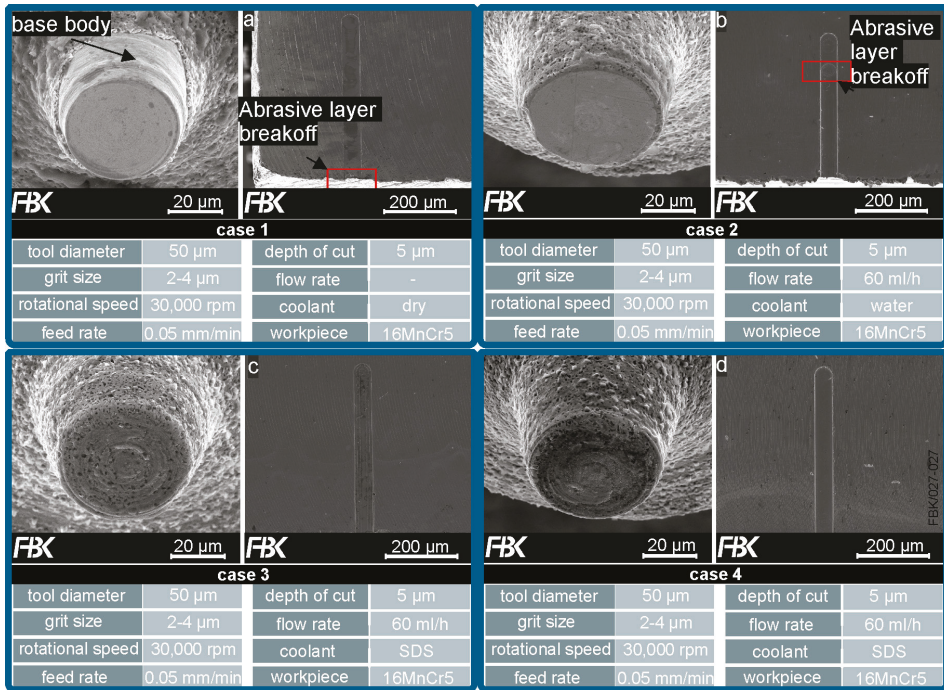 base body
a
Abrasive layer
breakoff
FBK
20 µm
FBK
200 µm
case 1
tool diameter 50 µm depth of cut 5 µm
grit size 2-4 µm flow rate -
rotational speed 30,000 rpm coolant dry
feed rate 0.05 mm/min workpiece 16MnCr5
b
Abrasive
layer
breakoff
FBK
20 µm
FBK
200 µm
case 2
tool diameter 50 µm depth of cut 5 µm
grit size 2-4 µm flow rate 60 ml/h
rotational speed 30,000 rpm coolant water
feed rate 0.05 mm/min workpiece 16MnCr5
c
FBK
20 µm
FBK
200 µm
case 3
tool diameter 50 µm depth of cut 5 µm
grit size 2-4 µm flow rate 60 ml/h
rotational speed 30,000 rpm coolant SDS
feed rate 0.05 mm/min workpiece 16MnCr5
d
FBK/027-027
FBK
20 µm
FBK
200 µm
case 4
tool diameter 50 µm depth of cut 5 µm
grit size 2-4 µm flow rate 60 ml/h
rotational speed 30,000 rpm coolant SDS
feed rate 0.05 mm/min workpiece 16MnCr5